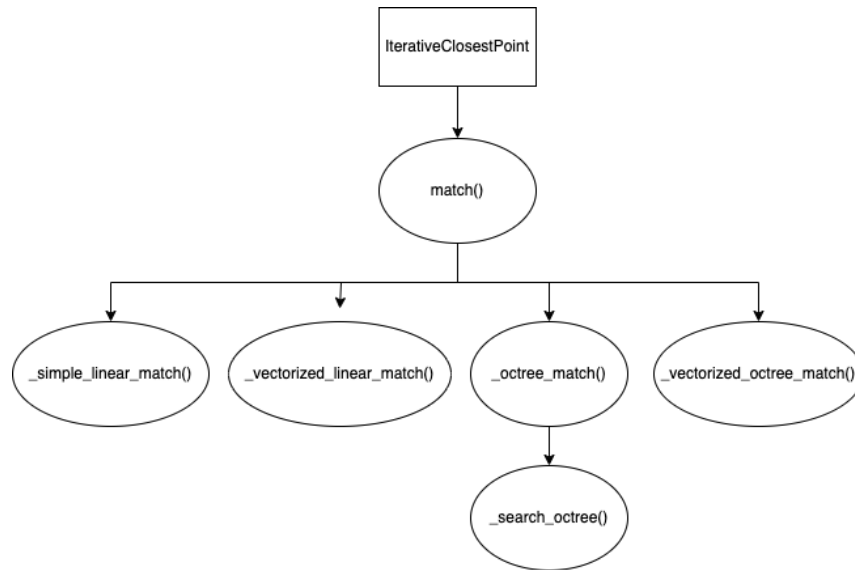 IterativeClosestPoint
match()
_simple_linear_match()
_vectorized_linear_match()
_octree_match()
_vectorized_octree_match()
_search_octree()